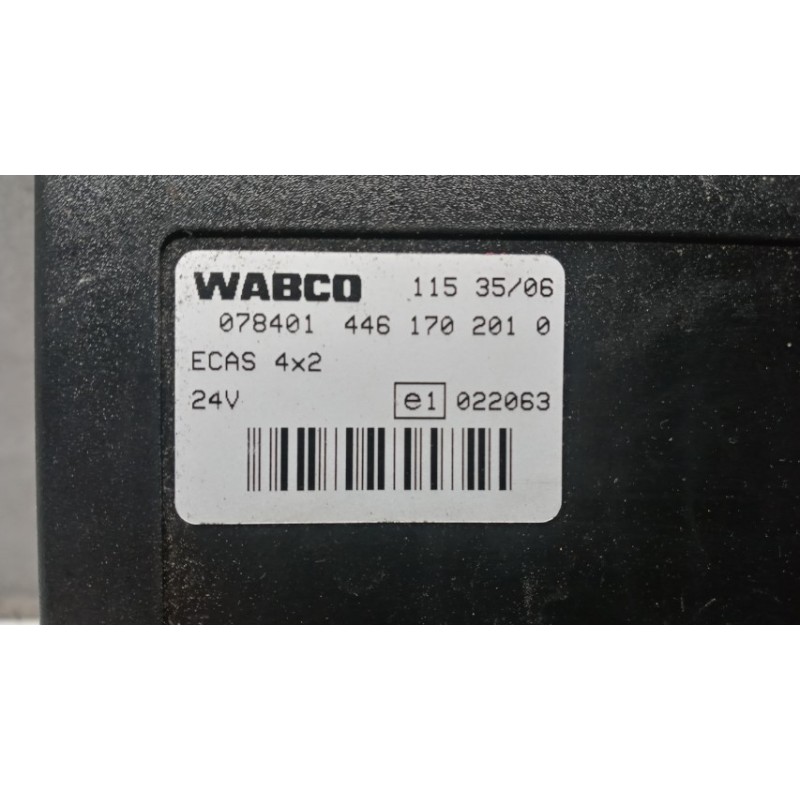 WABCO 115 35/06
078401 446 170 201 0
ECAS 4x2
24V e1 022063